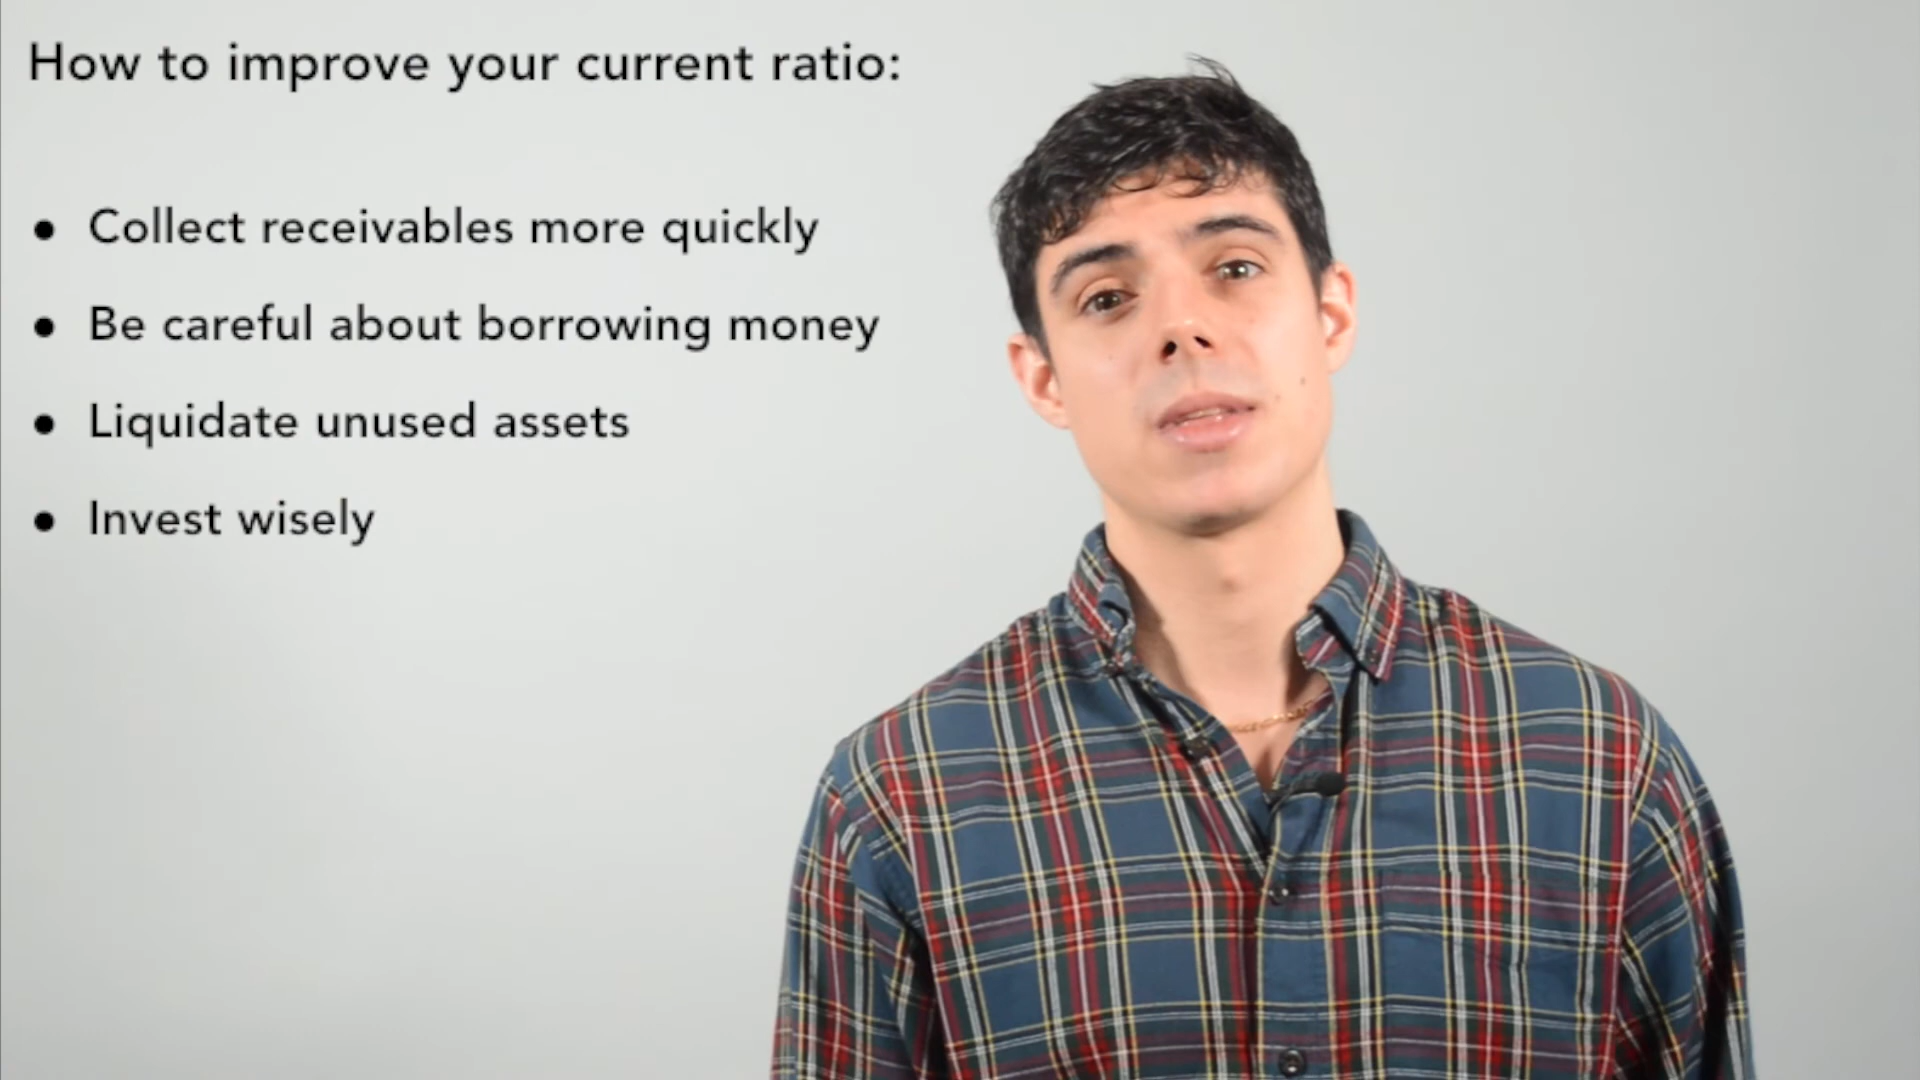 How to improve your current ratio:
● Collect receivables more quickly
● Be careful about borrowing money
● Liquidate unused assets
● Invest wisely